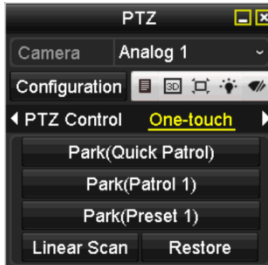 PTZ
Camera Analog 1
Configuration 3D
PTZ Control One-touch
Park(Quick Patrol)
Park(Patrol 1)
Park(Preset 1)
Linear Scan Restore